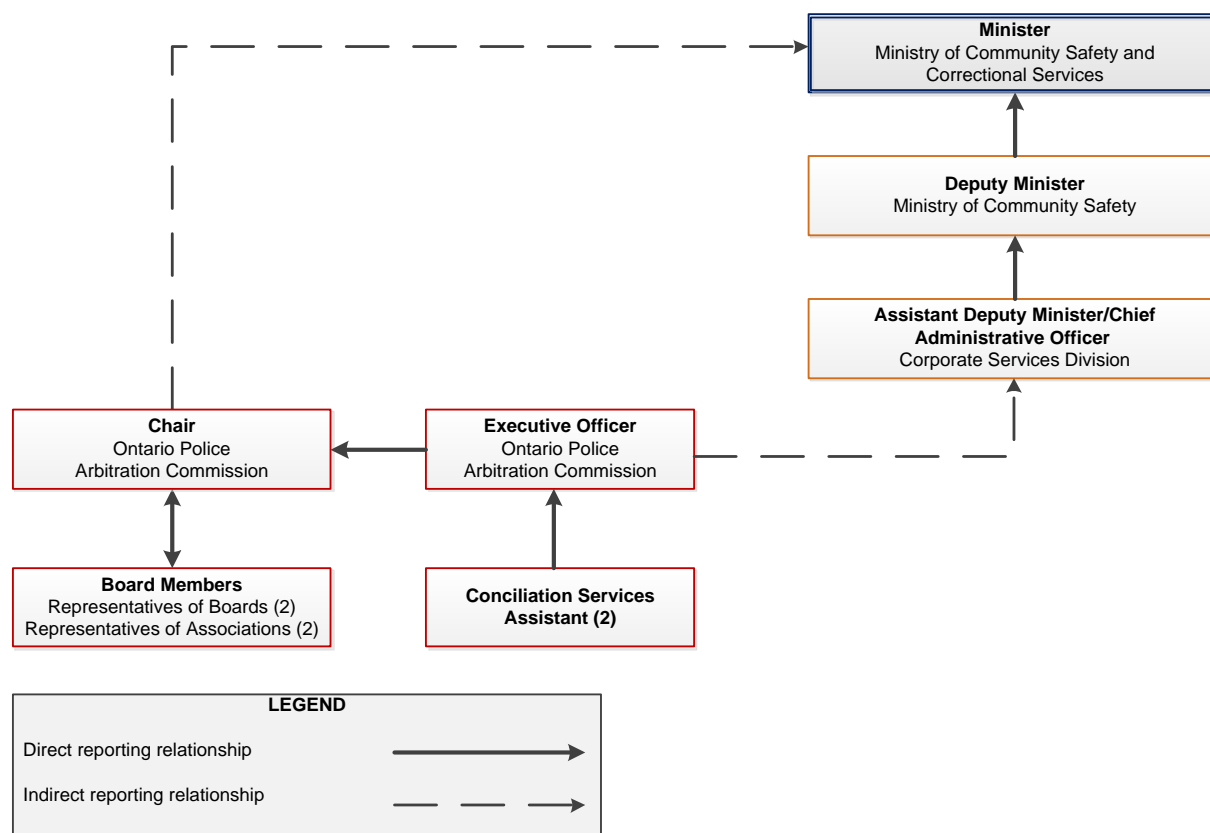 Minister
Ministry of Community Safety and
Correctional Services
Deputy Minister
Ministry of Community Safety
Assistant Deputy Minister/Chief
Administrative Officer
Corporate Services Division
Chair
Ontario Police
Arbitration Commission
Executive Officer
Ontario Police
Arbitration Commission
Board Members
Representatives of Boards (2)
Representatives of Associations (2)
Conciliation Services
Assistant (2)
LEGEND
Direct reporting relationship
Indirect reporting relationship